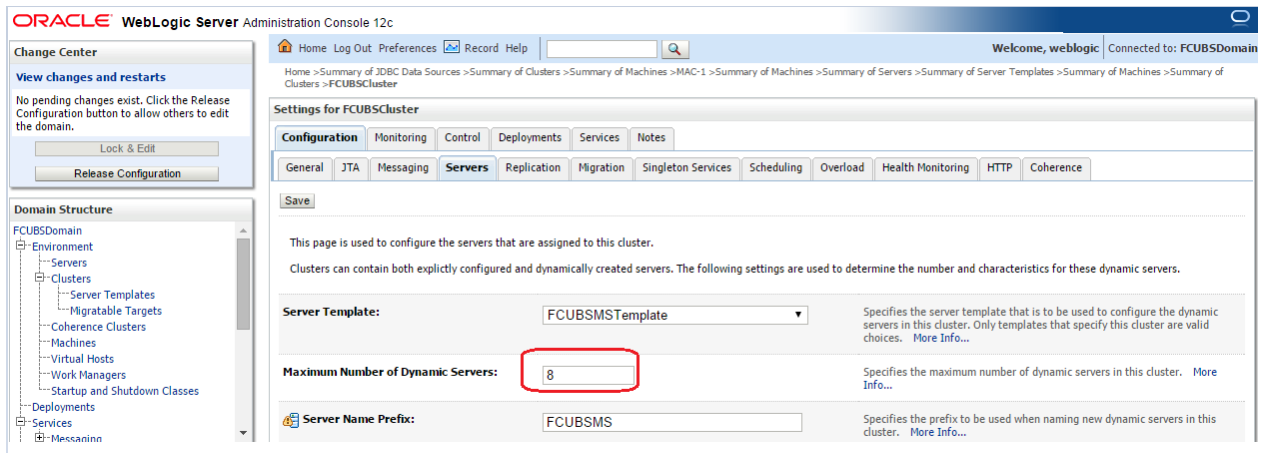 ORACLE WebLogic Server Administration Console 12c
Change Center
View changes and restarts
No pending changes exist. Click the Release
Configuration button to allow others to edit
the domain.
Lock & Edit
Release Configuration
Domain Structure
FCUBSDomain
Environment
Servers
Clusters
Server Templates
Migratable Targets
Coherence Clusters
Machines
Virtual Hosts
Work Managers
Startup and Shutdown Classes
Deployments
Services
Messaging
Home Log Out Preferences Record Help
Welcome, weblogic Connected to: FCUBSDomain
Home >Summary of JDBC Data Sources >Summary of Clusters >Summary of Machines >MAC-1 >Summary of Machines >Summary of Servers >Summary of Server Templates >Summary of Machines >Summary of
Clusters >FCUBSCluster
Settings for FCUBSCluster
Configuration Monitoring Control Deployments Services Notes
General JTA Messaging Servers Replication Migration Singleton Services Scheduling Overload Health Monitoring HTTP Coherence
Save
This page is used to configure the servers that are assigned to this cluster.
Clusters can contain both explictly configured and dynamically created servers. The following settings are used to determine the number and characteristics for these dynamic servers.
Server Template:
FCUBSMSTemplate
Specifies the server template that is to be used to configure the dynamic
servers in this cluster. Only templates that specify this cluster are valid
choices. More Info...
Maximum Number of Dynamic Servers:
8
Specifies the maximum number of dynamic servers in this cluster. More
Info...
Server Name Prefix:
FCUBSMS
Specifies the prefix to be used when naming new dynamic servers in this
cluster. More Info...